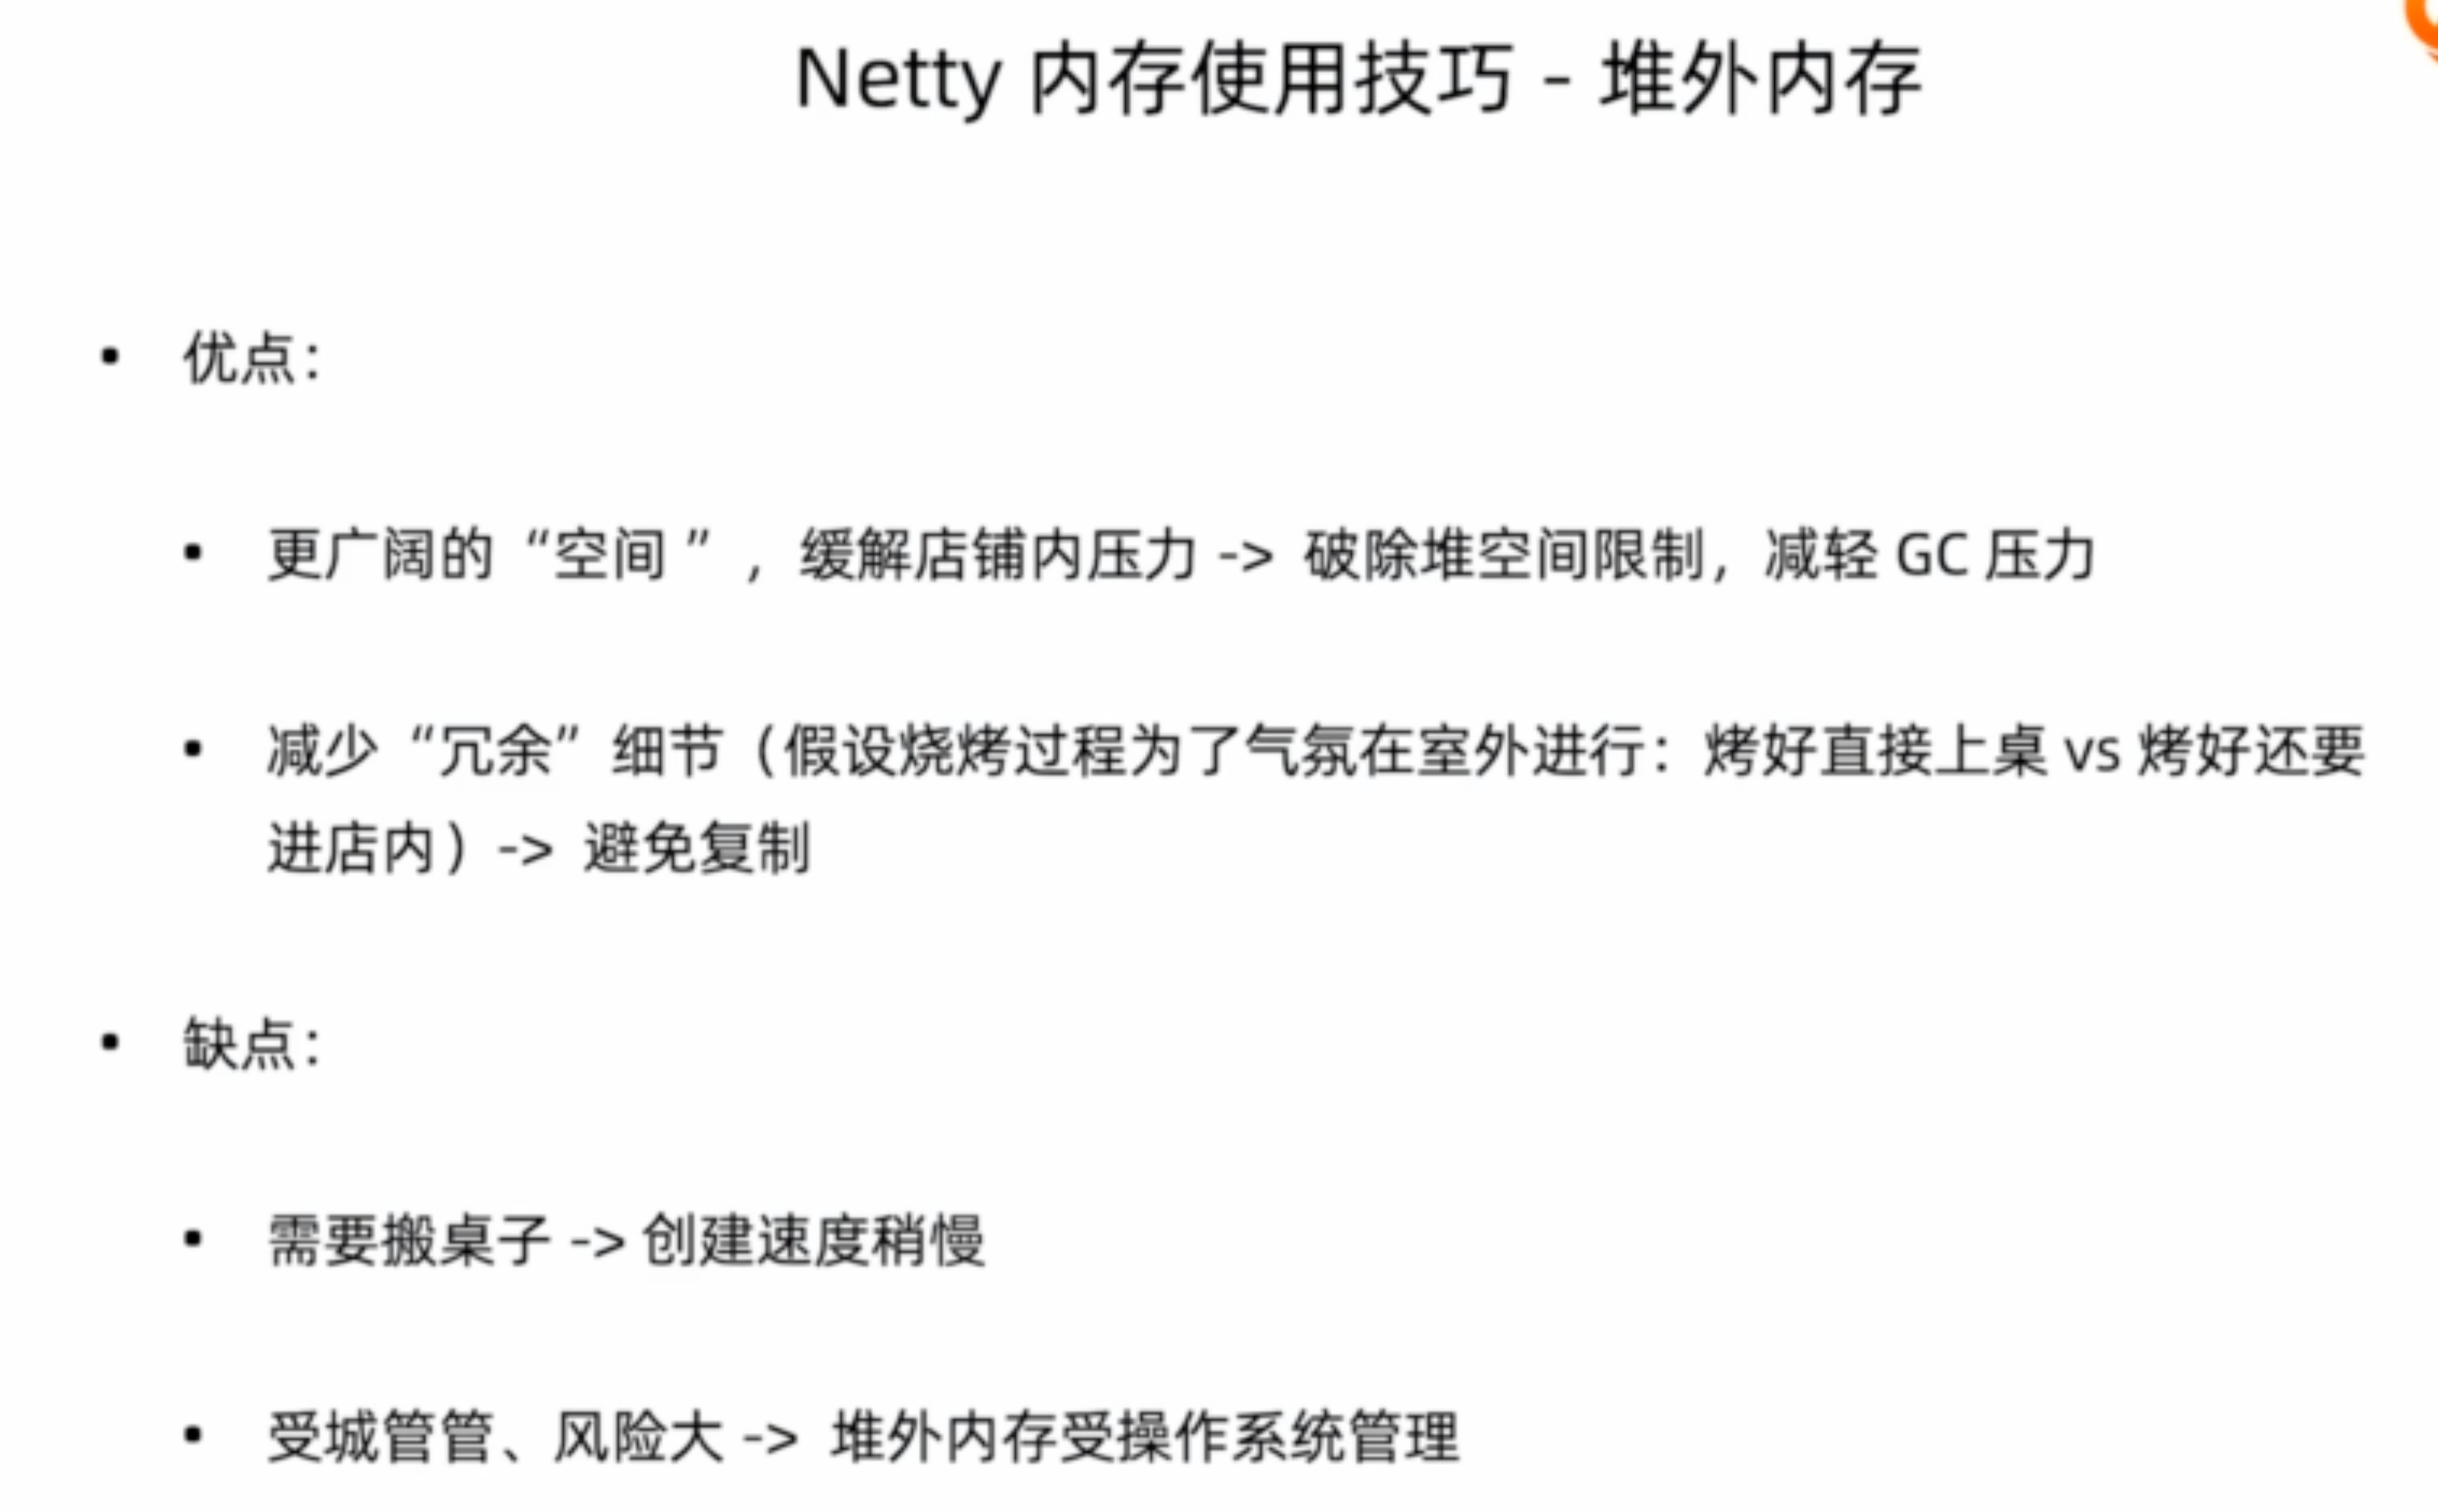 Netty 内存使用技巧 - 堆外内存
• 优点：
• 更广阔的“空间 ”，缓解店铺内压力 -> 破除堆空间限制，减轻 GC 压力
• 减少“冗余”细节（假设烧烤过程为了气氛在室外进行：烤好直接上桌 vs 烤好还要
进店内）-> 避免复制
• 缺点：
• 需要搬桌子 -> 创建速度稍慢
• 受城管管、风险大 -> 堆外内存受操作系统管理